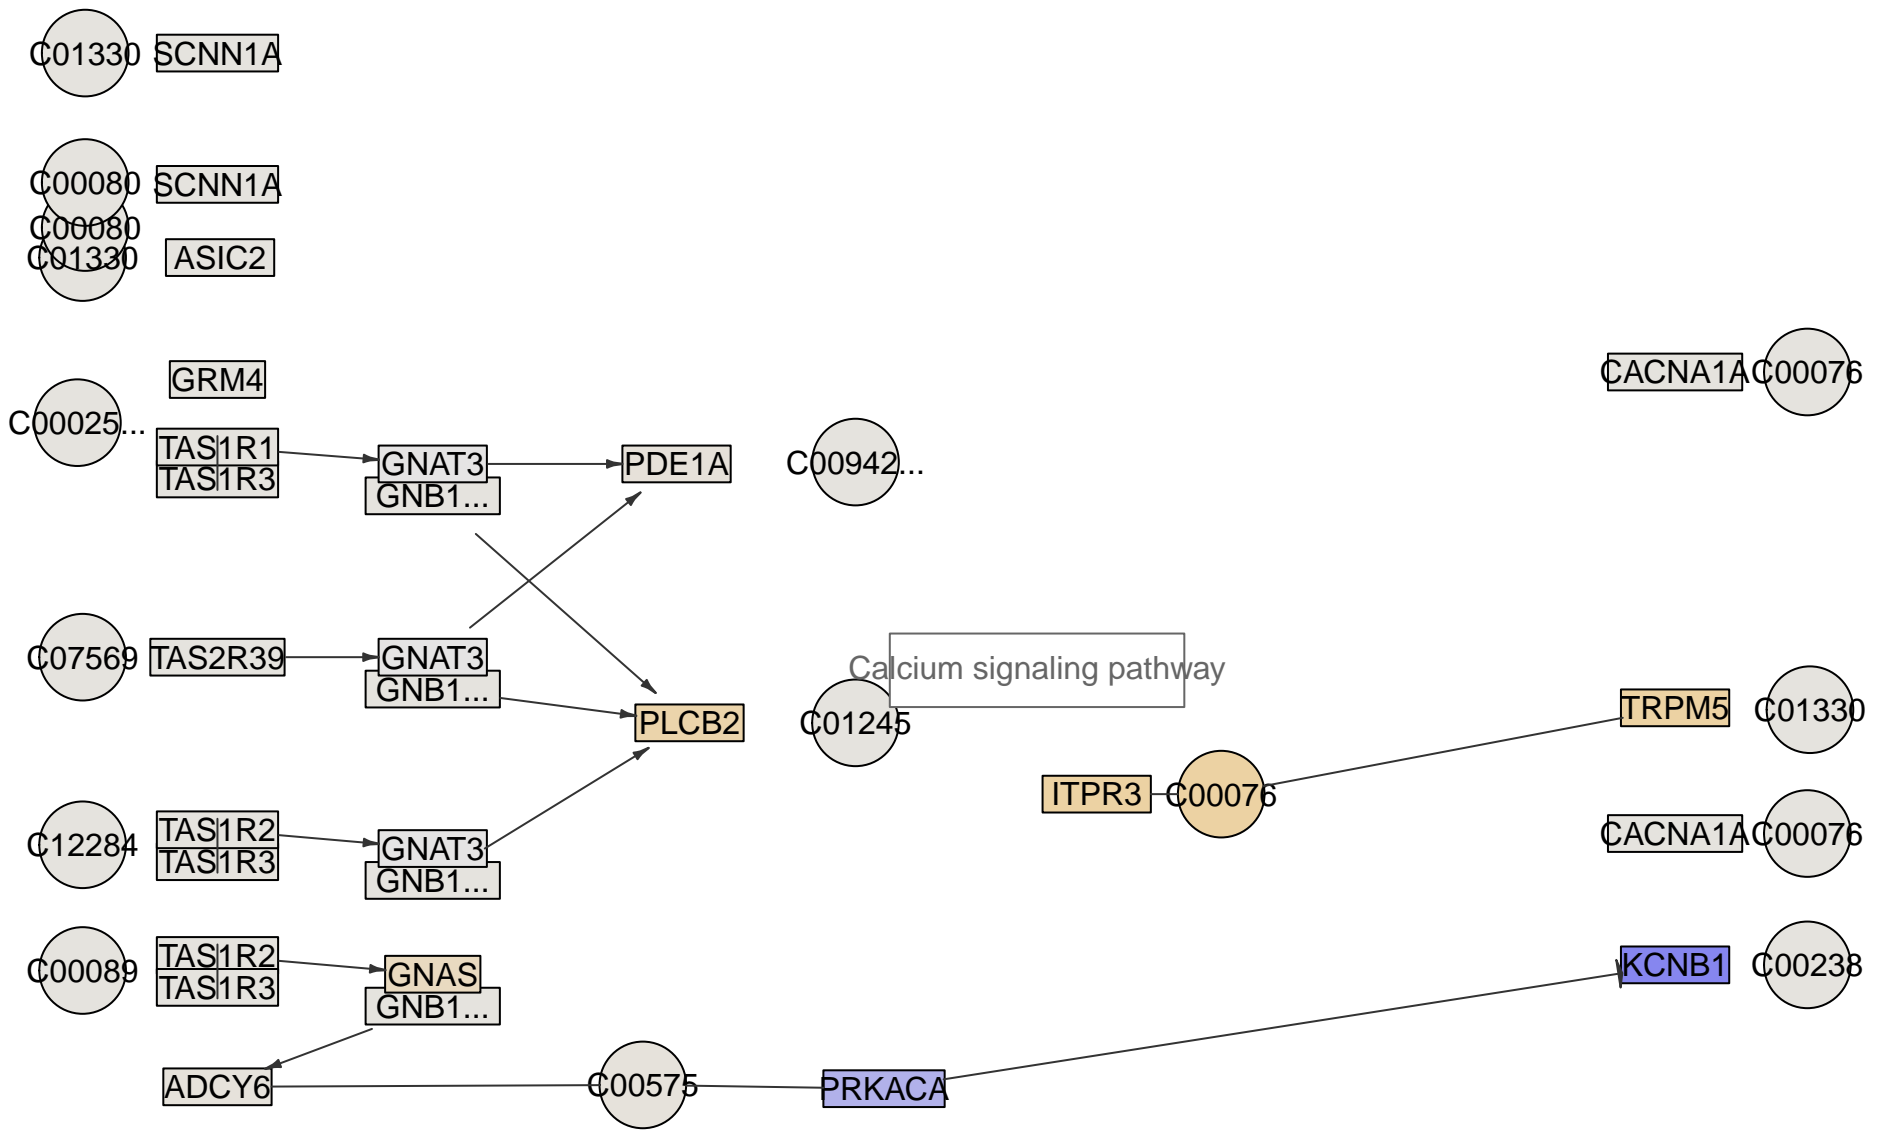 C01330 SCNN1A
C00080 SCNN1A
C00080
C01330 ASIC2
GRM4
CACNA1A C00076
C00025...
TAS1R1
GNAT3 PDE1A C00942...
TAS1R3
GNB1...
C07569 TAS2R39 GNAT3
Calcium signaling pathway
GNB1...
PLCB2 C01245
TRPM5 C01330
ITPR3 C00076
TAS1R2
CACNA1A C00076
C12284
GNAT3
TAS1R3
GNB1...
TAS1R2
C00089
GNAS
KCNB1 C00238
TAS1R3
GNB1...
ADCY6 C00575 PRKACA